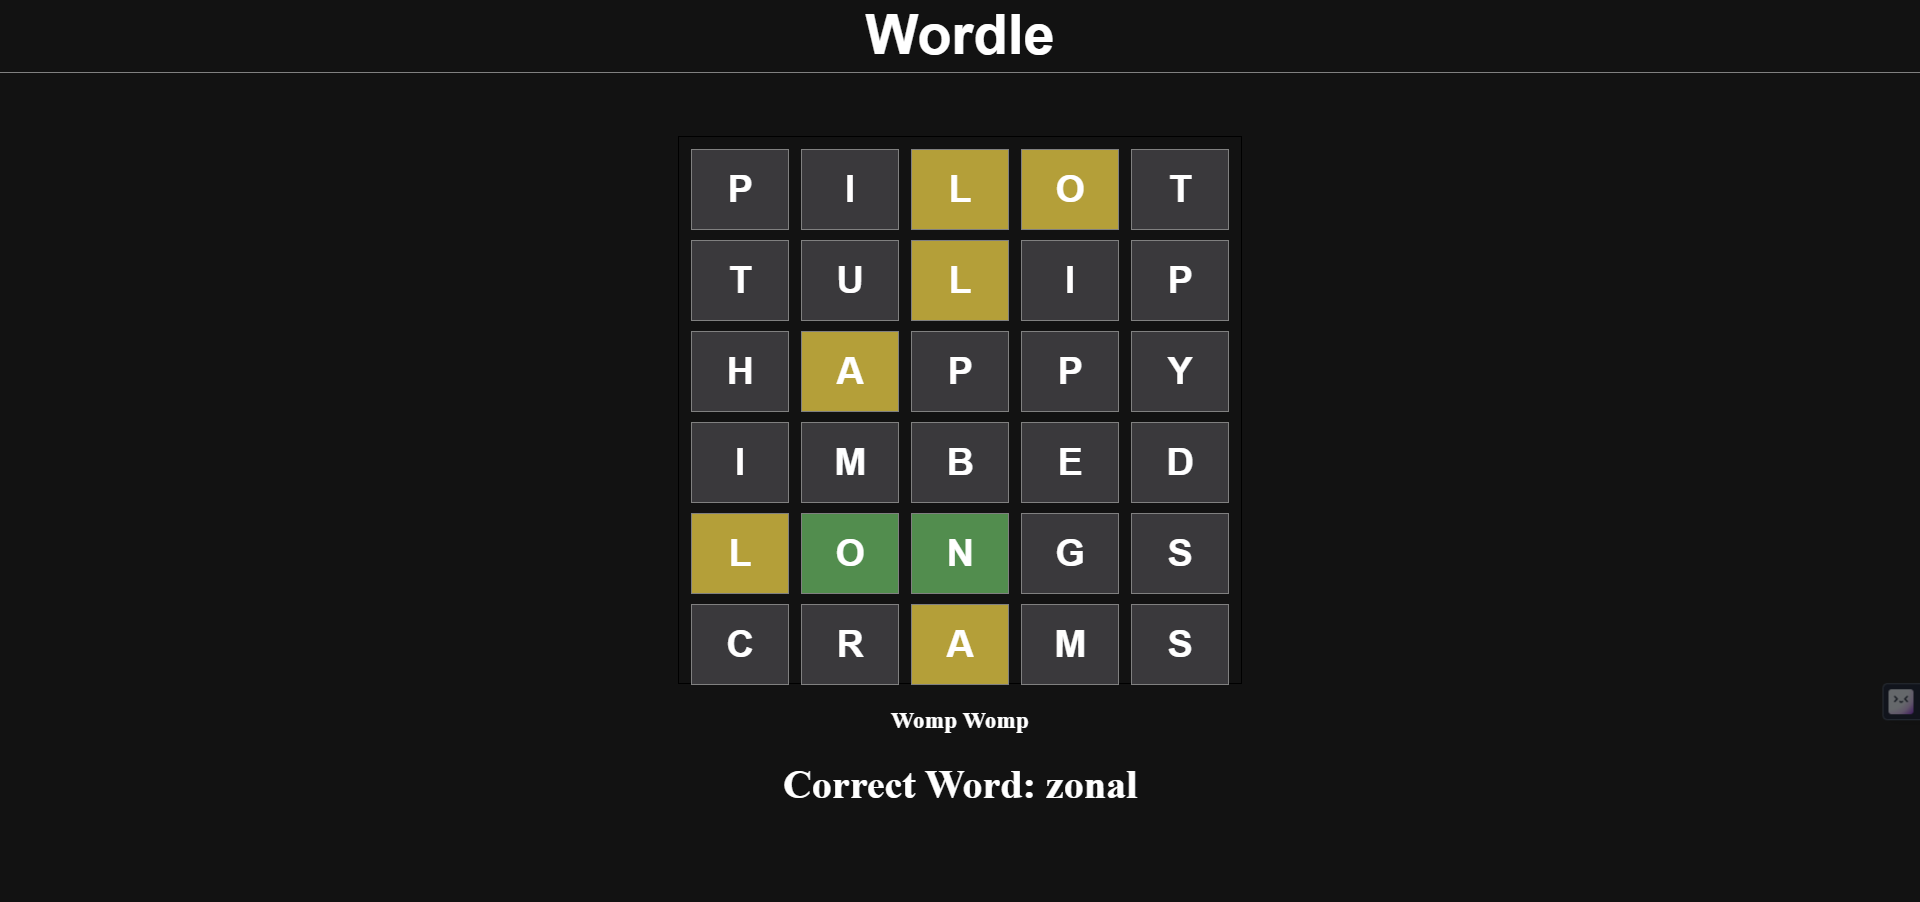 Wordle
P I L O T
T U L I P
H A P P Y
I M B E D
L O N G S
C R A M S
Womp Womp
Correct Word: zonal